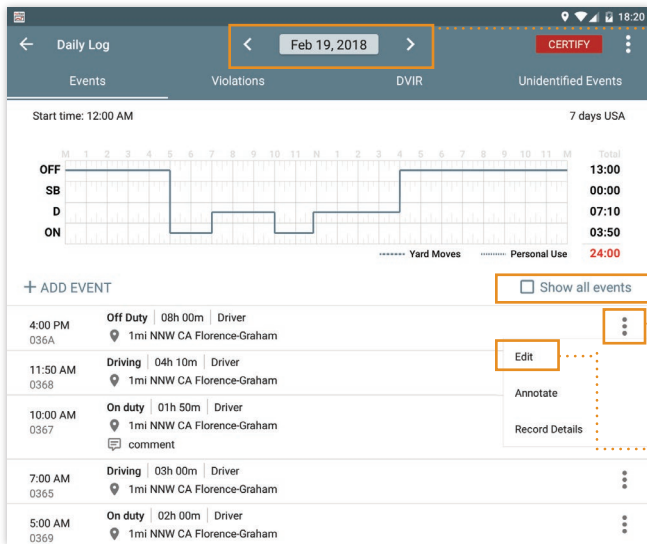 18:20
Daily Log
Feb 19, 2018
CERTIFY
Events Violations DVIR Unidentified Events
Start time: 12:00 AM 7 days USA
M 1 2 3 4 5 6 7 8 9 10 11 N 1 2 3 4 5 6 7 8 9 10 11 M Total
OFF 13:00
SB 00:00
D 07:10
ON 03:50
Yard Moves Personal Use 24:00
+ ADD EVENT Show all events
4:00 PM Off Duty | 08h 00m | Driver
036A 1mi NNW CA Florence-Graham
11:50 AM Driving | 04h 10m | Driver
0368 1mi NNW CA Florence-Graham
10:00 AM On duty | 01h 50m | Driver
0367 1mi NNW CA Florence-Graham
comment
Edit
Annotate
Record Details
7:00 AM Driving | 03h 00m | Driver
0365 1mi NNW CA Florence-Graham
5:00 AM On duty | 02h 00m | Driver
0369 1mi NNW CA Florence-Graham